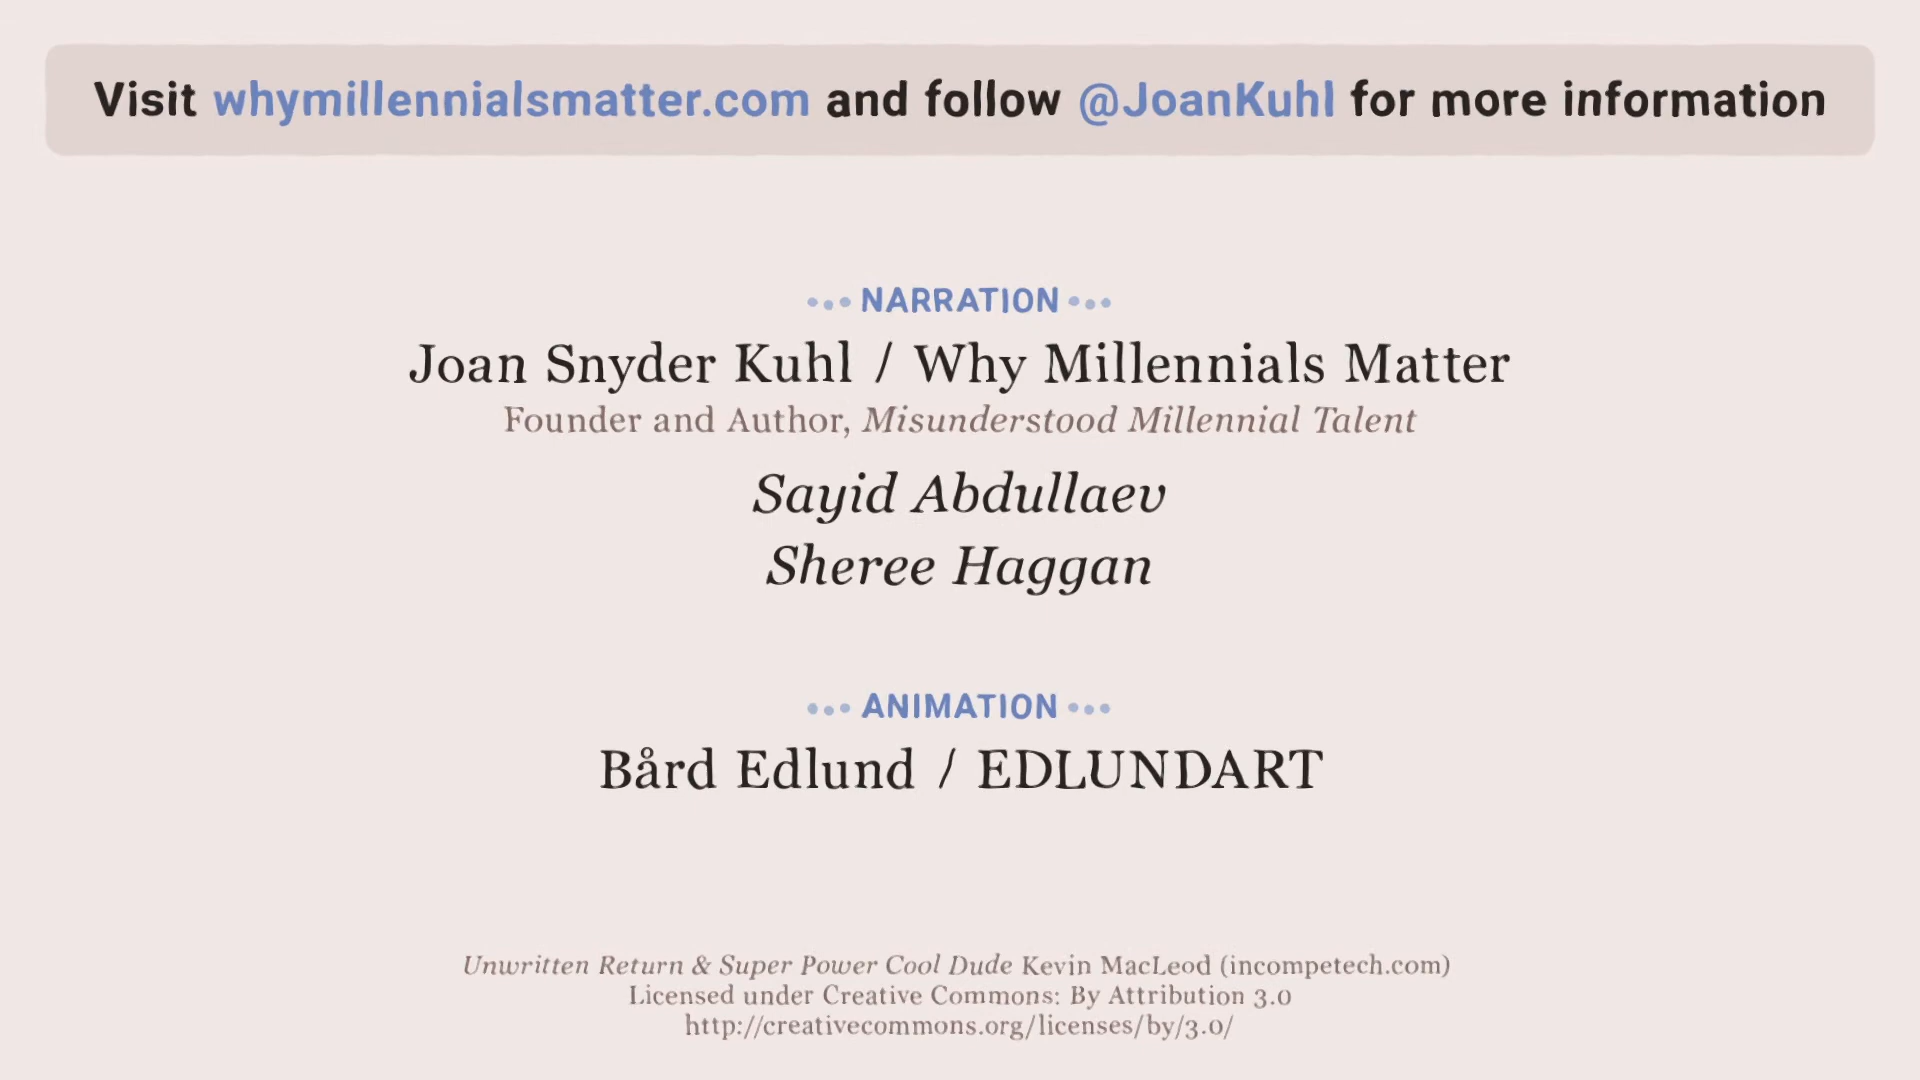 Visit whymillennialsmatter.com and follow @JoanKuhl for more information
NARRATION
Joan Snyder Kuhl / Why Millennials Matter
Founder and Author, Misunderstood Millennial Talent
Sayid Abdullaev
Sheree Haggan
ANIMATION
Bård Edlund / EDLUNDART
Unwritten Return & Super Power Cool Dude Kevin MacLeod (incompetech.com)
Licensed under Creative Commons: By Attribution 3.0
http://creativecommons.org/licenses/by/3.0/